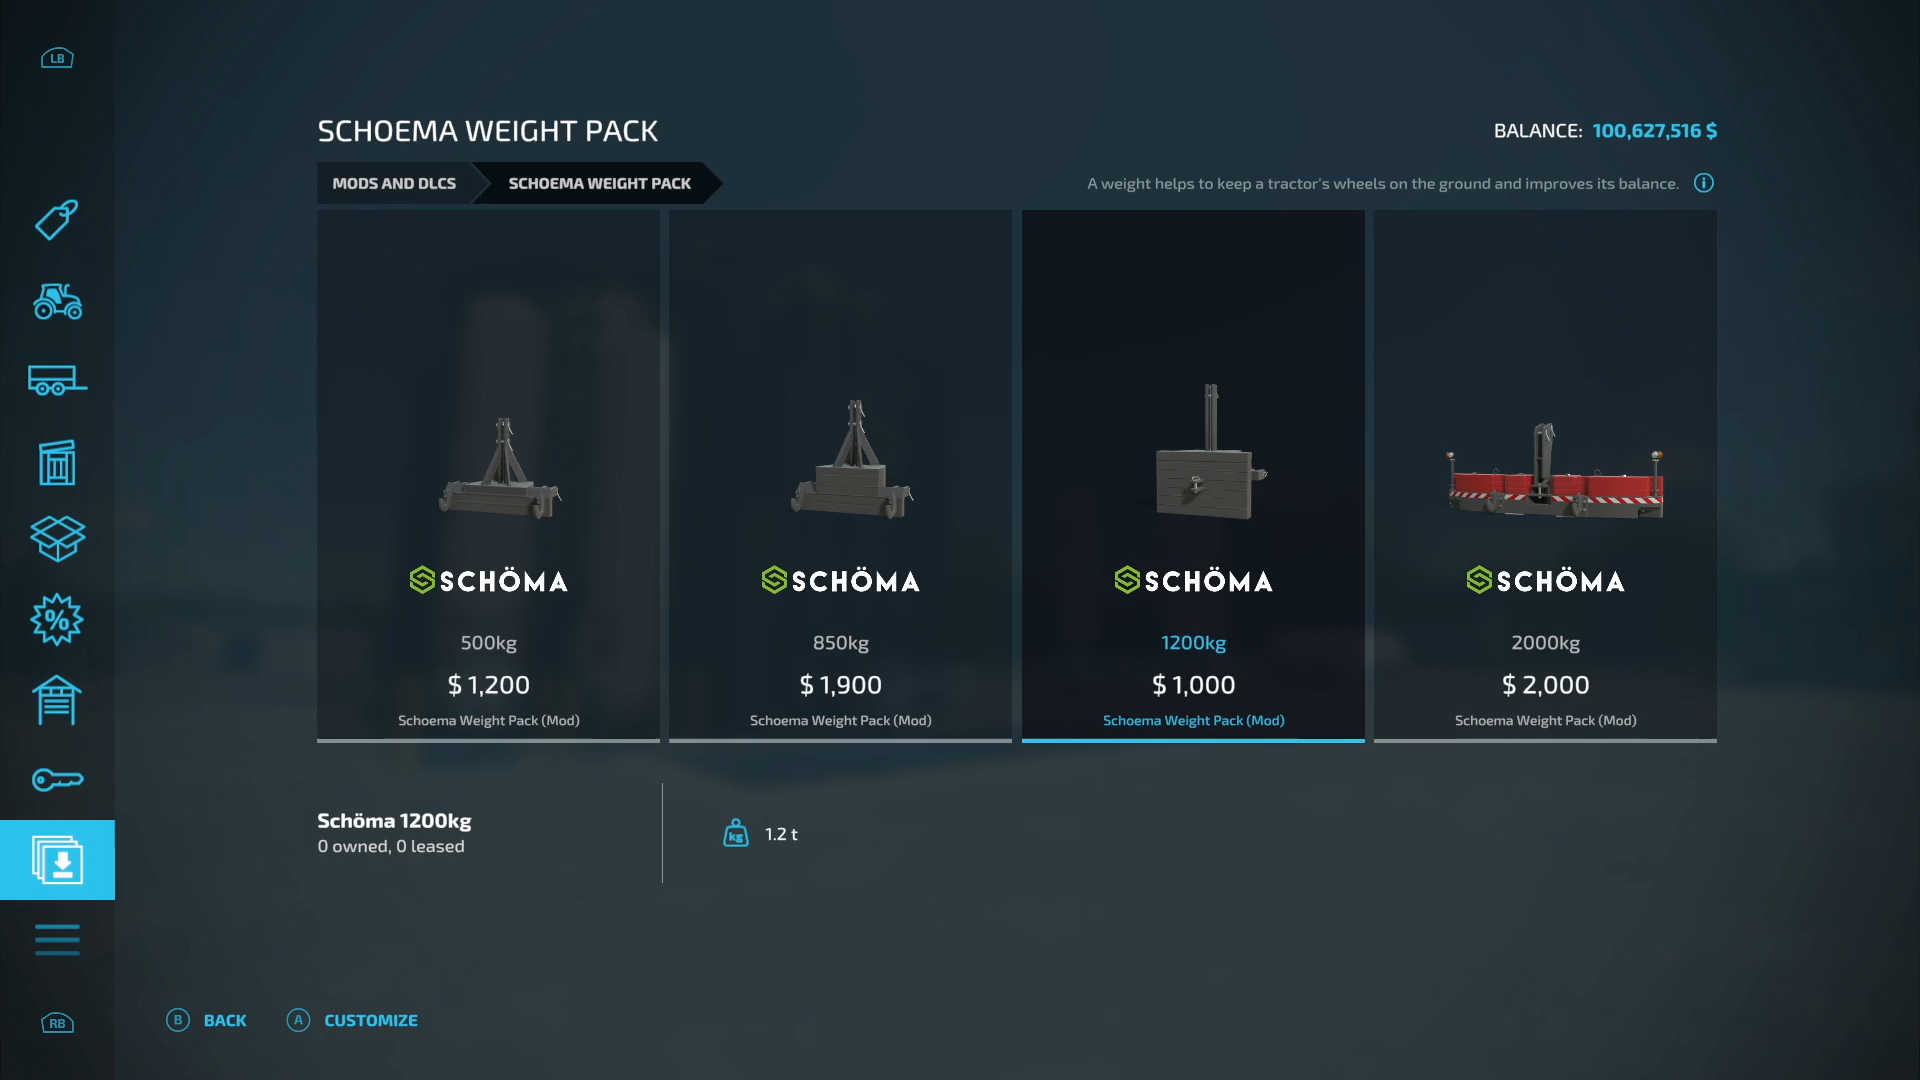 LB
SCHOEMA WEIGHT PACK
BALANCE: 100,627,516 $
MODS AND DLCS
SCHOEMA WEIGHT PACK
A weight helps to keep a tractor's wheels on the ground and improves its balance.
SCHÖMA
500kg
$ 1,200
Schoema Weight Pack (Mod)
SCHÖMA
850kg
$ 1,900
Schoema Weight Pack (Mod)
SCHÖMA
1200kg
$ 1,000
Schoema Weight Pack (Mod)
SCHÖMA
2000kg
$ 2,000
Schoema Weight Pack (Mod)
Schöma 1200kg
0 owned, 0 leased
kg 1.2 t
B BACK A CUSTOMIZE
RB